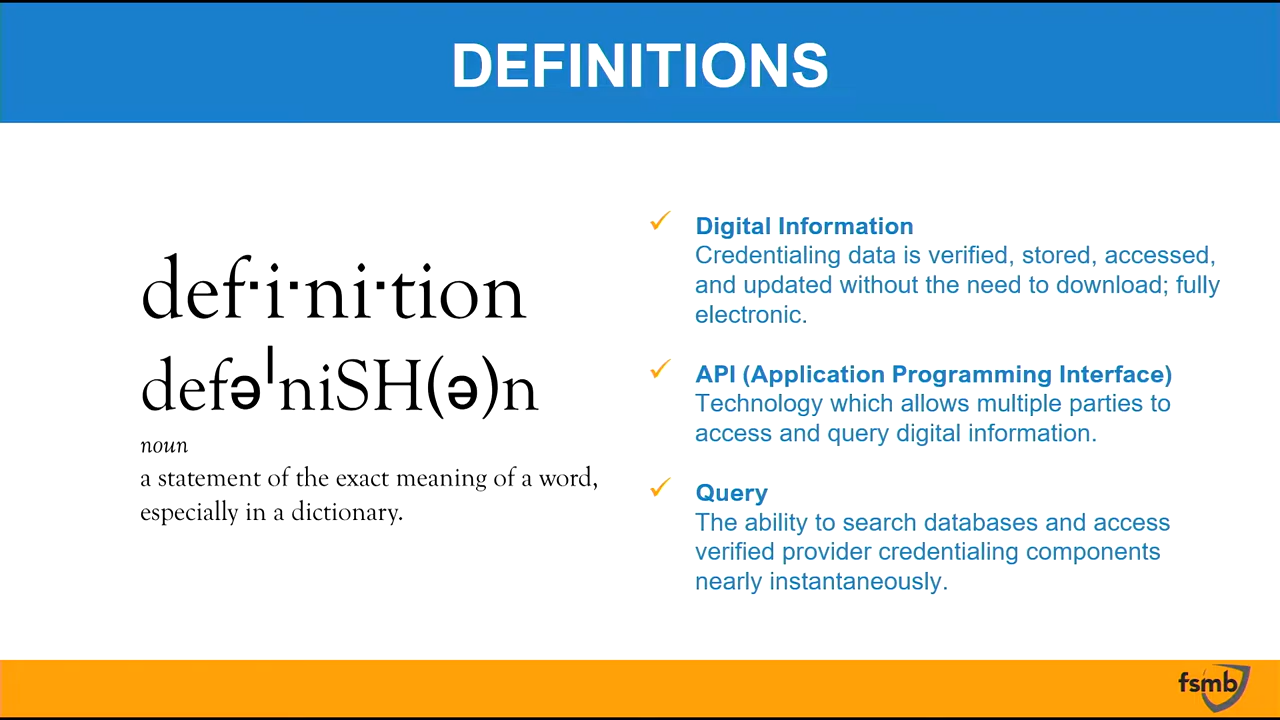 DEFINITIONS
def·i·ni·tion
defəˈniSH(ə)n
noun
a statement of the exact meaning of a word,
especially in a dictionary.
✓ Digital Information
Credentialing data is verified, stored, accessed,
and updated without the need to download; fully
electronic.
✓ API (Application Programming Interface)
Technology which allows multiple parties to
access and query digital information.
✓ Query
The ability to search databases and access
verified provider credentialing components
nearly instantaneously.
fsmb